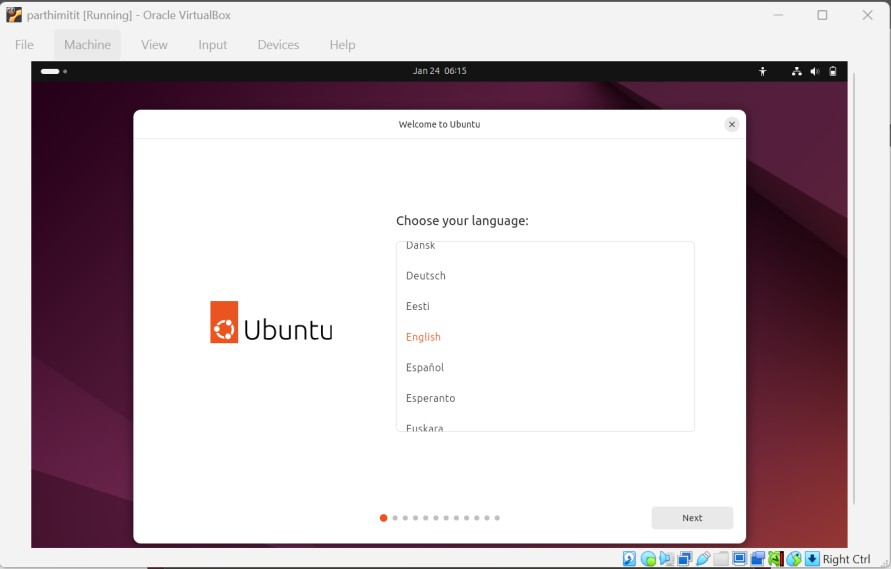 parthimitit [Running] - Oracle VirtualBox
File Machine View Input Devices Help
Jan 24 06:15
Welcome to Ubuntu
Choose your language:
Dansk
Deutsch
Eesti
English
Español
Esperanto
Euskara
Ubuntu
Next
Right Ctrl